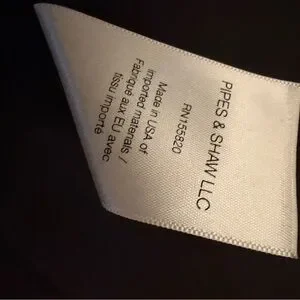 PIPES & SHAW LLC
RN155820
Made in USA of
imported materials /
Fabriqué aux EU avec
tissu importé